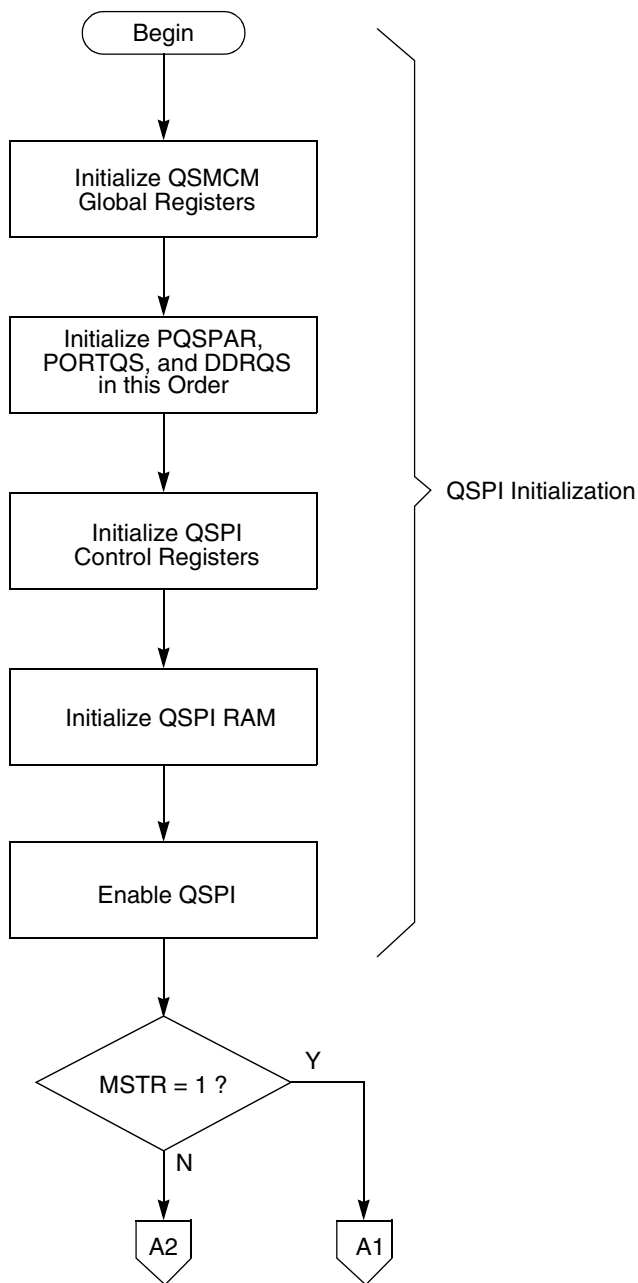 Begin
Initialize QSMCM
Global Registers
Initialize PQSPAR,
PORTQS, and DDRQS
in this Order
Initialize QSPI
Control Registers
QSPI Initialization
Initialize QSPI RAM
Enable QSPI
MSTR = 1 ?
Y
N
A2
A1